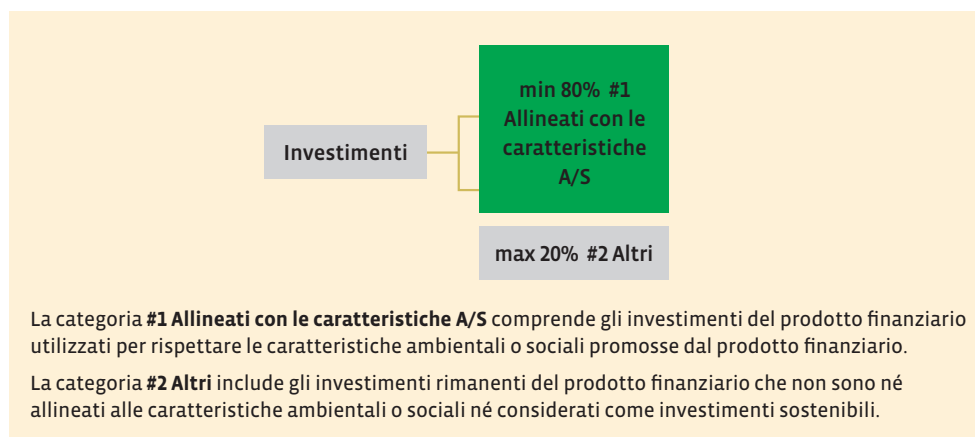 min 80% #1
Allineati con le
caratteristiche
A/S
Investimenti
max 20% #2 Altri
La categoria #1 Allineati con le caratteristiche A/S comprende gli investimenti del prodotto finanziario
utilizzati per rispettare le caratteristiche ambientali o sociali promosse dal prodotto finanziario.
La categoria #2 Altri include gli investimenti rimanenti del prodotto finanziario che non sono né
allineati alle caratteristiche ambientali o sociali né considerati come investimenti sostenibili.